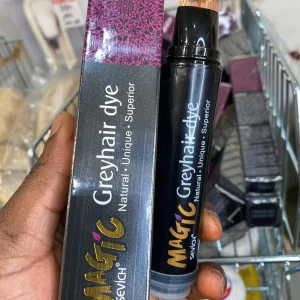 MAGIC Greyhair dye
Natural · Unique · Superior
SEVICH®
MAGIC Greyhair dye
Natural · Unique · Superior
SEVICH®